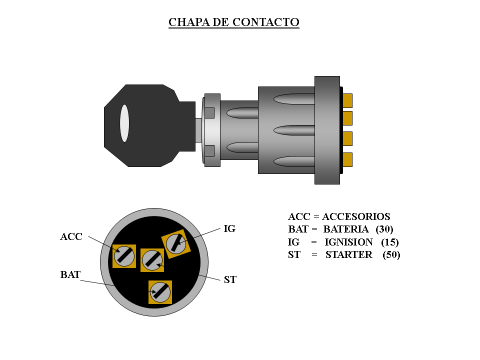 CHAPA DE CONTACTO
ACC
IG
BAT
ST
ACC = ACCESORIOS
BAT = BATERIA (30)
IG = IGNISION (15)
ST = STARTER (50)